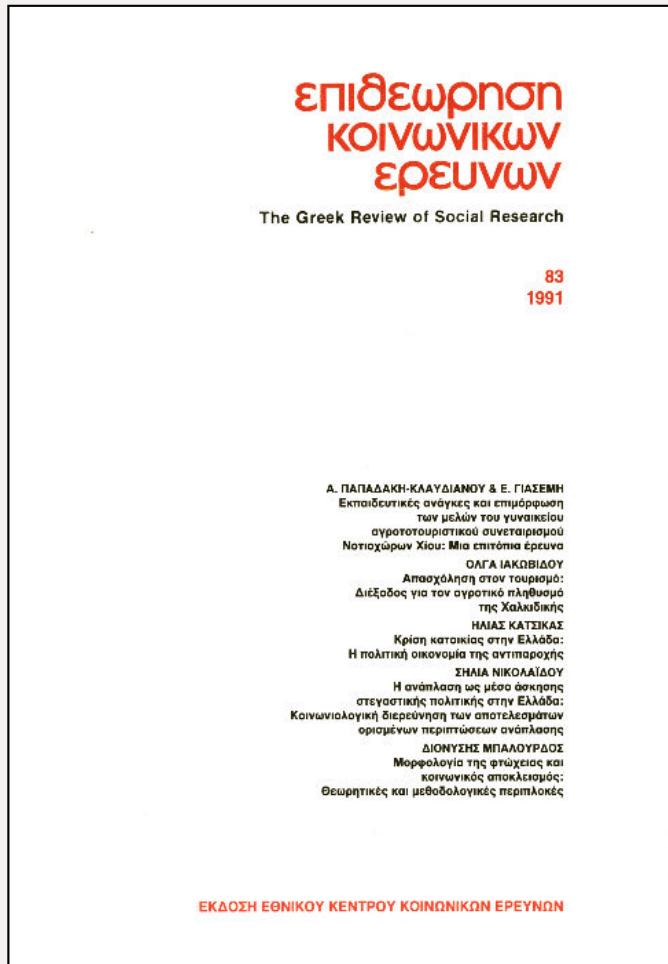 επιθεωρηση
κοινωνικων
ερευνων
The Greek Review of Social Research
83
1991
Α. ΠΑΠΑΔΑΚΗ-ΚΛΑΥΔΙΑΝΟΥ & Ε. ΓΙΑΣΕΜΗ
Εκπαιδευτικές ανάγκες και επιμόρφωση
των μελών του γυναικείου
αγροτοτουριστικού συνεταιρισμού
Νοτιοχώρων Χίου: Μια επιτόπια έρευνα
ΟΛΓΑ ΙΑΚΩΒΙΔΟΥ
Απασχόληση στον τουρισμό:
Διέξοδος για τον αγροτικό πληθυσμό
της Χαλκιδικής
ΗΛΙΑΣ ΚΑΤΣΙΚΑΣ
Κρίση κατοικίας στην Ελλάδα:
Η πολιτική οικονομία της αντιπαροχής
ΣΗΛΙΑ ΝΙΚΟΛΑΪΔΟΥ
Η ανάπλαση ως μέσο άσκησης
στεγαστικής πολιτικής στην Ελλάδα:
Κοινωνιολογική διερεύνηση των αποτελεσμάτων
ορισμένων περιπτώσεων ανάπλασης
ΔΙΟΝΥΣΗΣ ΜΠΑΛΟΥΡΔΟΣ
Μορφολογία της φτώχειας και
κοινωνικός αποκλεισμός:
Θεωρητικές και μεθοδολογικές περιπλοκές
ΕΚΔΟΣΗ ΕΘΝΙΚΟΥ ΚΕΝΤΡΟΥ ΚΟΙΝΩΝΙΚΩΝ ΕΡΕΥΝΩΝ